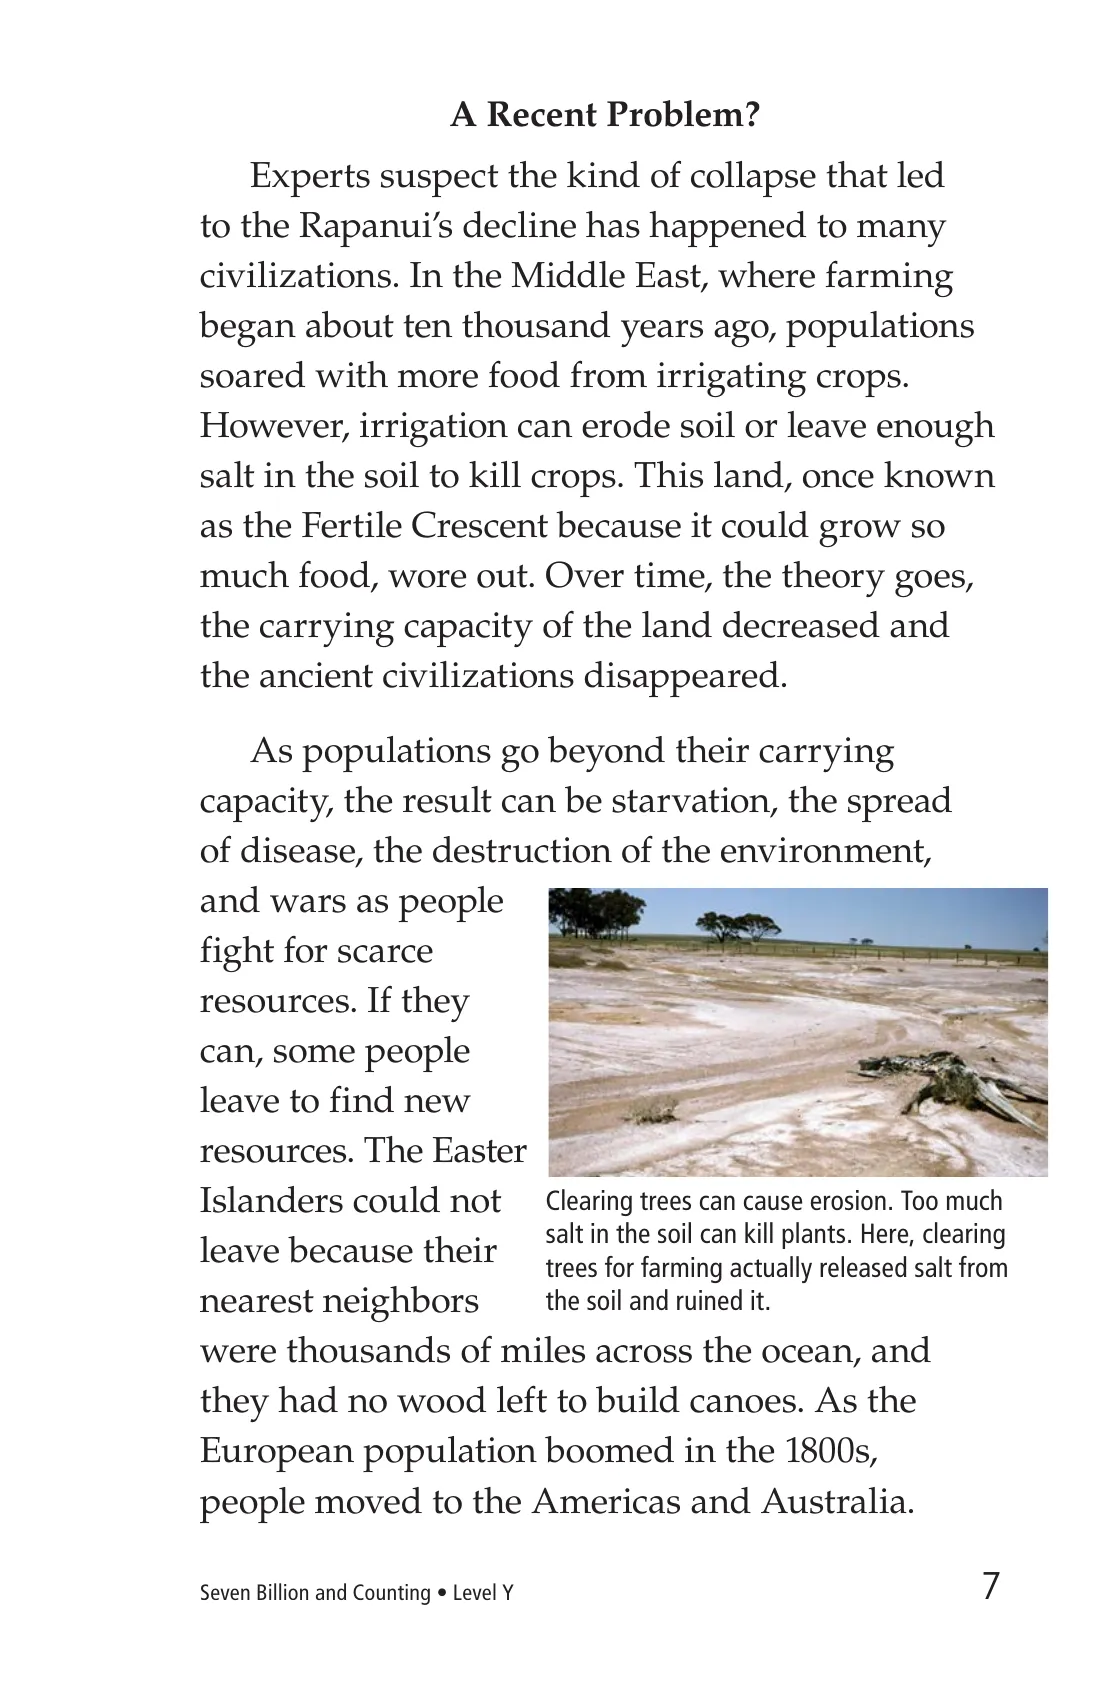 A Recent Problem?
Experts suspect the kind of collapse that led
to the Rapanui’s decline has happened to many
civilizations. In the Middle East, where farming
began about ten thousand years ago, populations
soared with more food from irrigating crops.
However, irrigation can erode soil or leave enough
salt in the soil to kill crops. This land, once known
as the Fertile Crescent because it could grow so
much food, wore out. Over time, the theory goes,
the carrying capacity of the land decreased and
the ancient civilizations disappeared.
As populations go beyond their carrying
capacity, the result can be starvation, the spread
of disease, the destruction of the environment,
and wars as people
fight for scarce
resources. If they
can, some people
leave to find new
resources. The Easter
Islanders could not
leave because their
nearest neighbors
were thousands of miles across the ocean, and
they had no wood left to build canoes. As the
European population boomed in the 1800s,
people moved to the Americas and Australia.
Clearing trees can cause erosion. Too much
salt in the soil can kill plants. Here, clearing
trees for farming actually released salt from
the soil and ruined it.
Seven Billion and Counting • Level Y
7